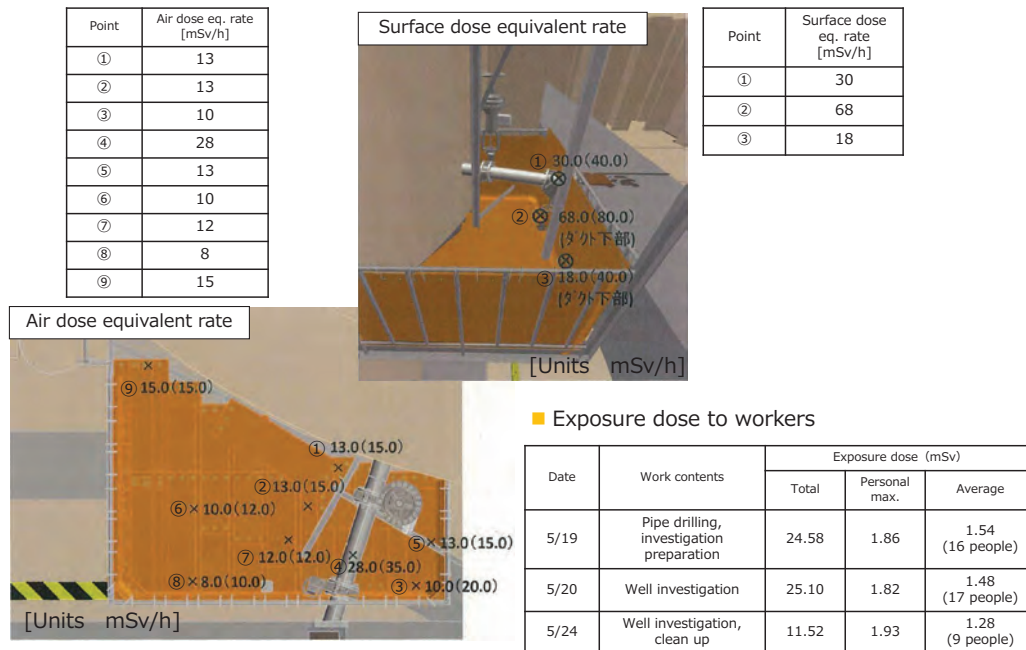 Point Air dose eq. rate
[mSv/h]
① 13
② 13
③ 10
④ 28
⑤ 13
⑥ 10
⑦ 12
⑧ 8
⑨ 15
Surface dose equivalent rate
① 30.0(40.0)
② 68.0(80.0)
(ダクト下部)
③ 18.0(40.0)
(ダクト下部)
[Units mSv/h]
Point Surface dose
eq. rate
[mSv/h]
① 30
② 68
③ 18
Air dose equivalent rate
⑨ 15.0(15.0)
① 13.0(15.0)
② 13.0(15.0)
⑥ 10.0(12.0)
⑤ 13.0(15.0)
⑦ 12.0(12.0)
④ 28.0(35.0)
⑧ 8.0(10.0)
③ 10.0(20.0)
[Units mSv/h]
Exposure dose to workers
Date Work contents Exposure dose (mSv)
Total Personal
max. Average
5/19 Pipe drilling,
investigation
preparation 24.58 1.86 1.54
(16 people)
5/20 Well investigation 25.10 1.82 1.48
(17 people)
5/24 Well investigation,
clean up 11.52 1.93 1.28
(9 people)